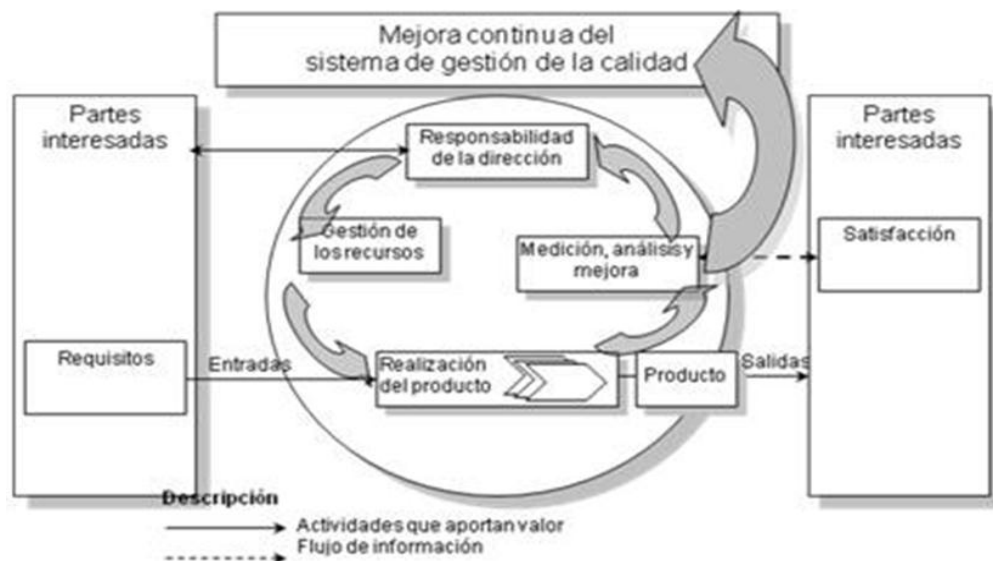 Mejora continua del
sistema de gestión de la calidad
Partes
interesadas
Partes
interesadas
Responsabilidad
de la dirección
Gestión de
los recursos
Medición, análisis y
mejora
Satisfacción
Requisitos
Entradas
Realización
del producto
Producto
Salidas
Descripción
Actividades que aportan valor
Flujo de información